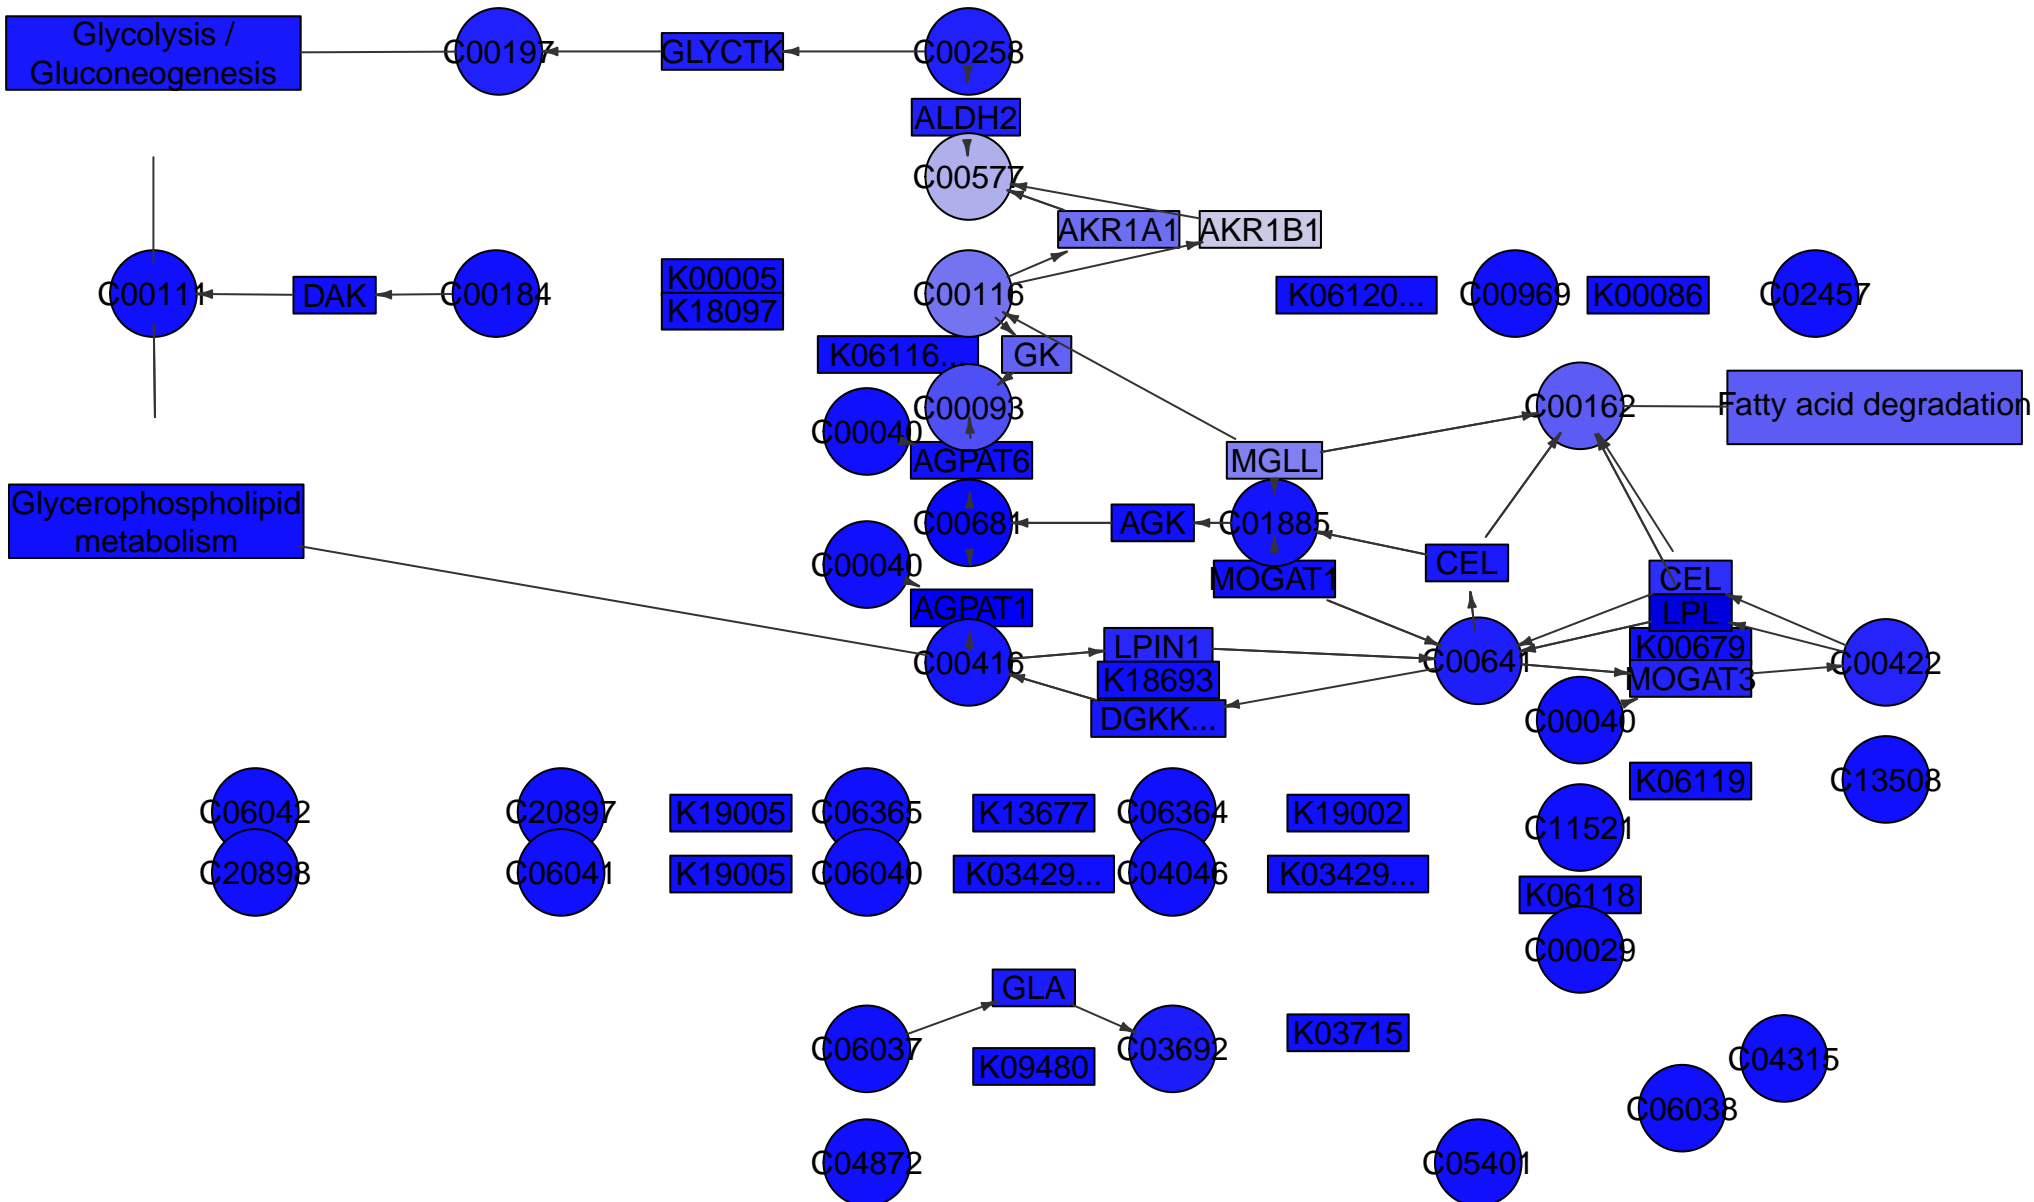 Glycolysis /
Gluconeogenesis
C00197
GLYCTK
C00258
ALDH2
C00577
AKR1A1
AKR1B1
C00111
DAK
C00184
K00005
K18097
C00116
K06120...
C00969
K00086
C02457
K06116...
GK
C00093
C00040
C00162
Fatty acid degradation
AGPAT6
MGLL
Glycerophospholipid
metabolism
C00681
AGK
C01885
C00040
MOGAT1
CEL
CEL
LPL
AGPAT1
C00416
LPIN1
K18693
DGKK...
C00641
K00679
MOGAT3
C00422
C00040
K06119
C13508
C06042
C20897
K19005
C06365
K13677
C06364
K19002
C11521
C20898
C06041
K19005
C06040
K03429...
C04046
K03429...
K06118
C00029
GLA
C06037
C03692
K09480
K03715
C04315
C06038
C04872
C05401